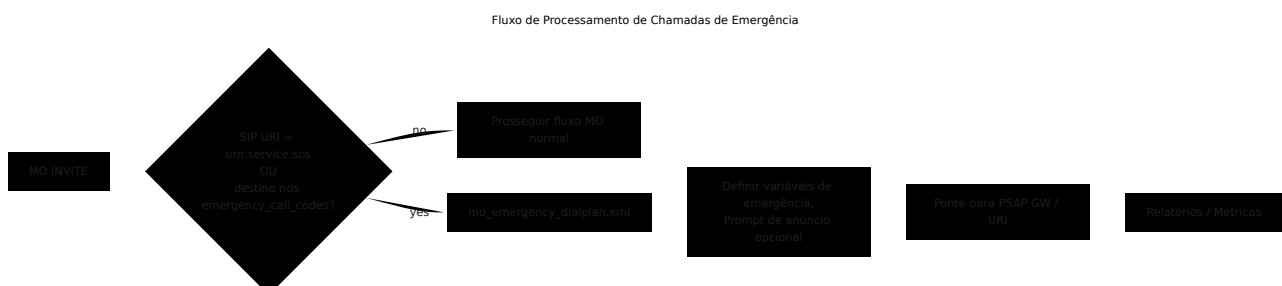 Fluxo de Processamento de Chamadas de Emergência
MO INVITE
SIP URI =
urn:service:sos
OU
destino nos
emergency_call_codes?
no
yes
Prosseguir fluxo MO
normal
mo_emergency_dialplan.xml
Definir variáveis de
emergência,
Prompt de anúncio
opcional
Ponte para PSAP GW /
URI
Relatórios / Métricas